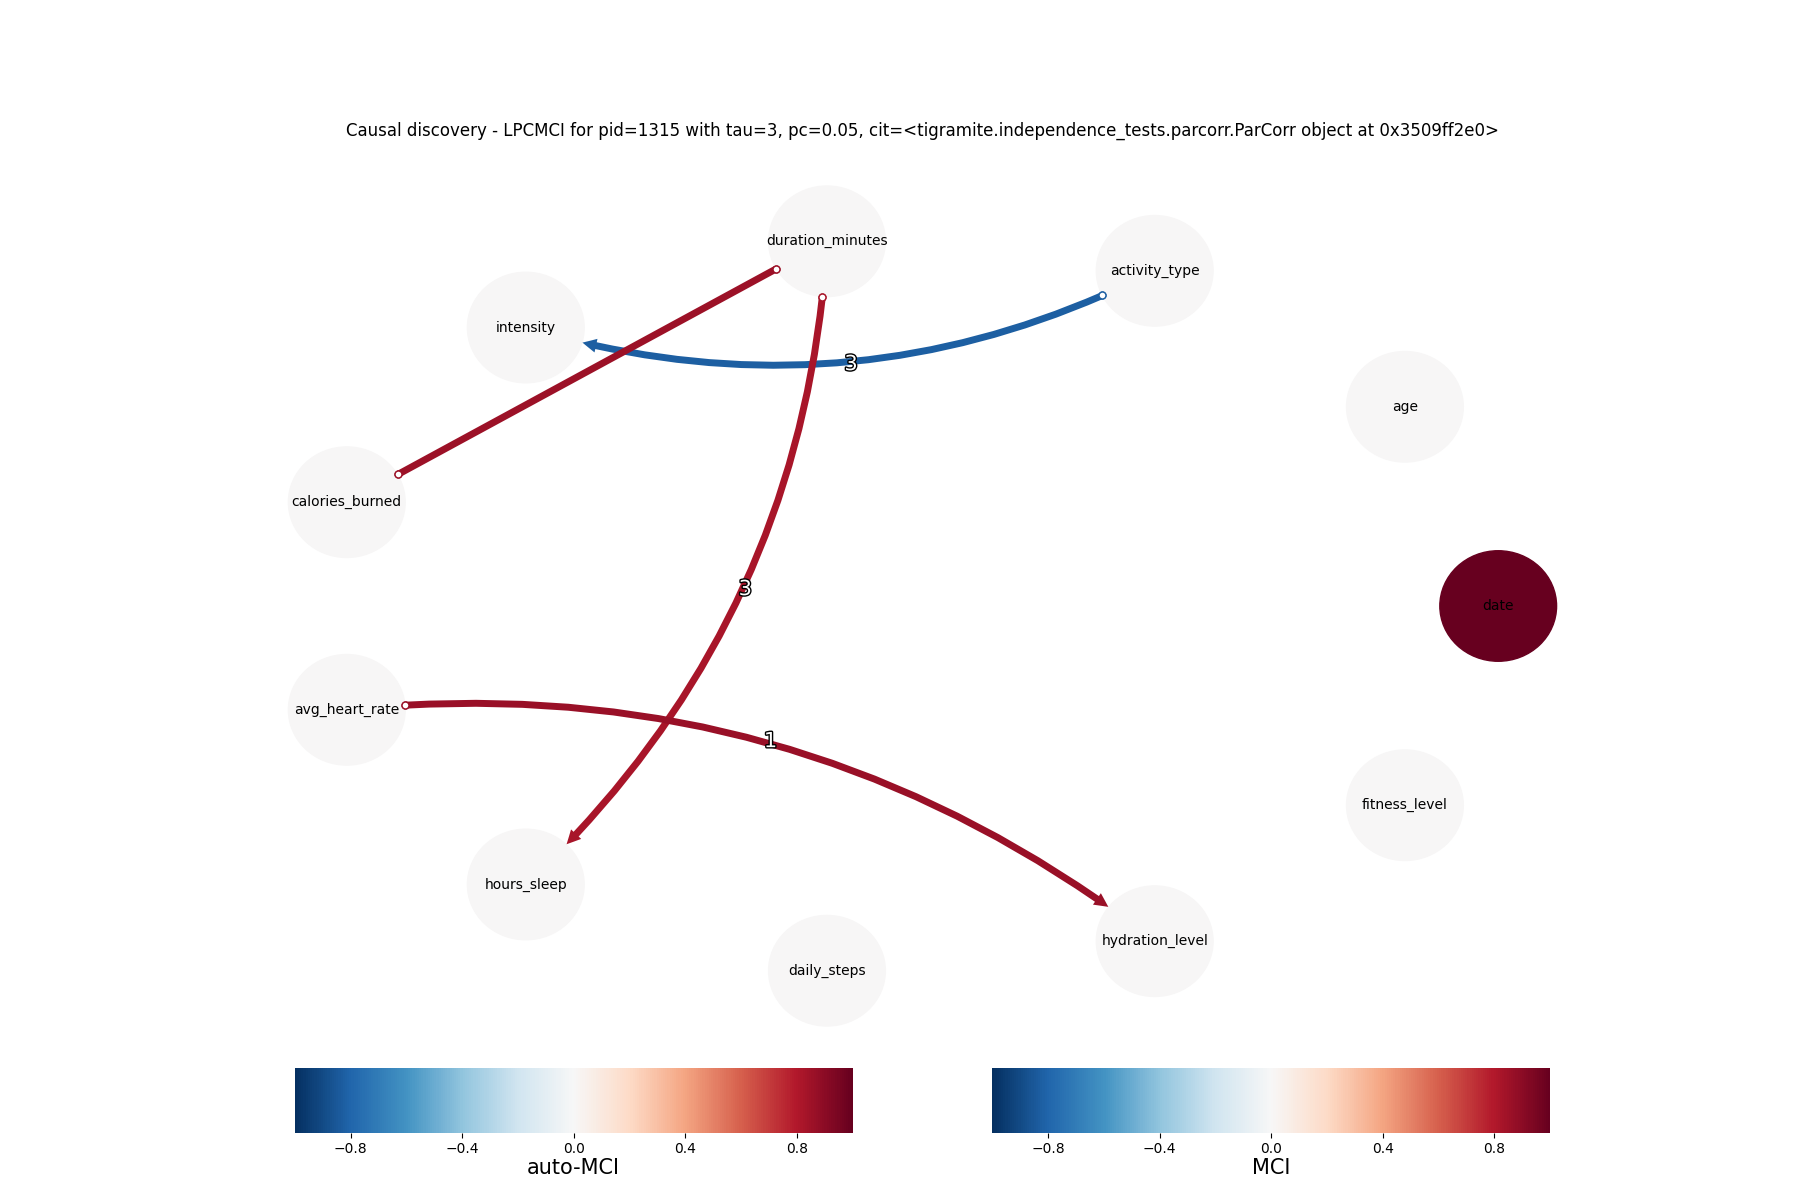 Causal discovery - LPCMCI for pid=1315 with tau=3, pc=0.05, cit=<tigramite.independence_tests.parcorr.ParCorr object at 0x3509ff2e0>
duration_minutes
activity_type
intensity
3
age
calories_burned
3
date
avg_heart_rate
1
fitness_level
hours_sleep
hydration_level
daily_steps
−0.8 −0.4 0.0 0.4 0.8
auto-MCI
−0.8 −0.4 0.0 0.4 0.8
MCI